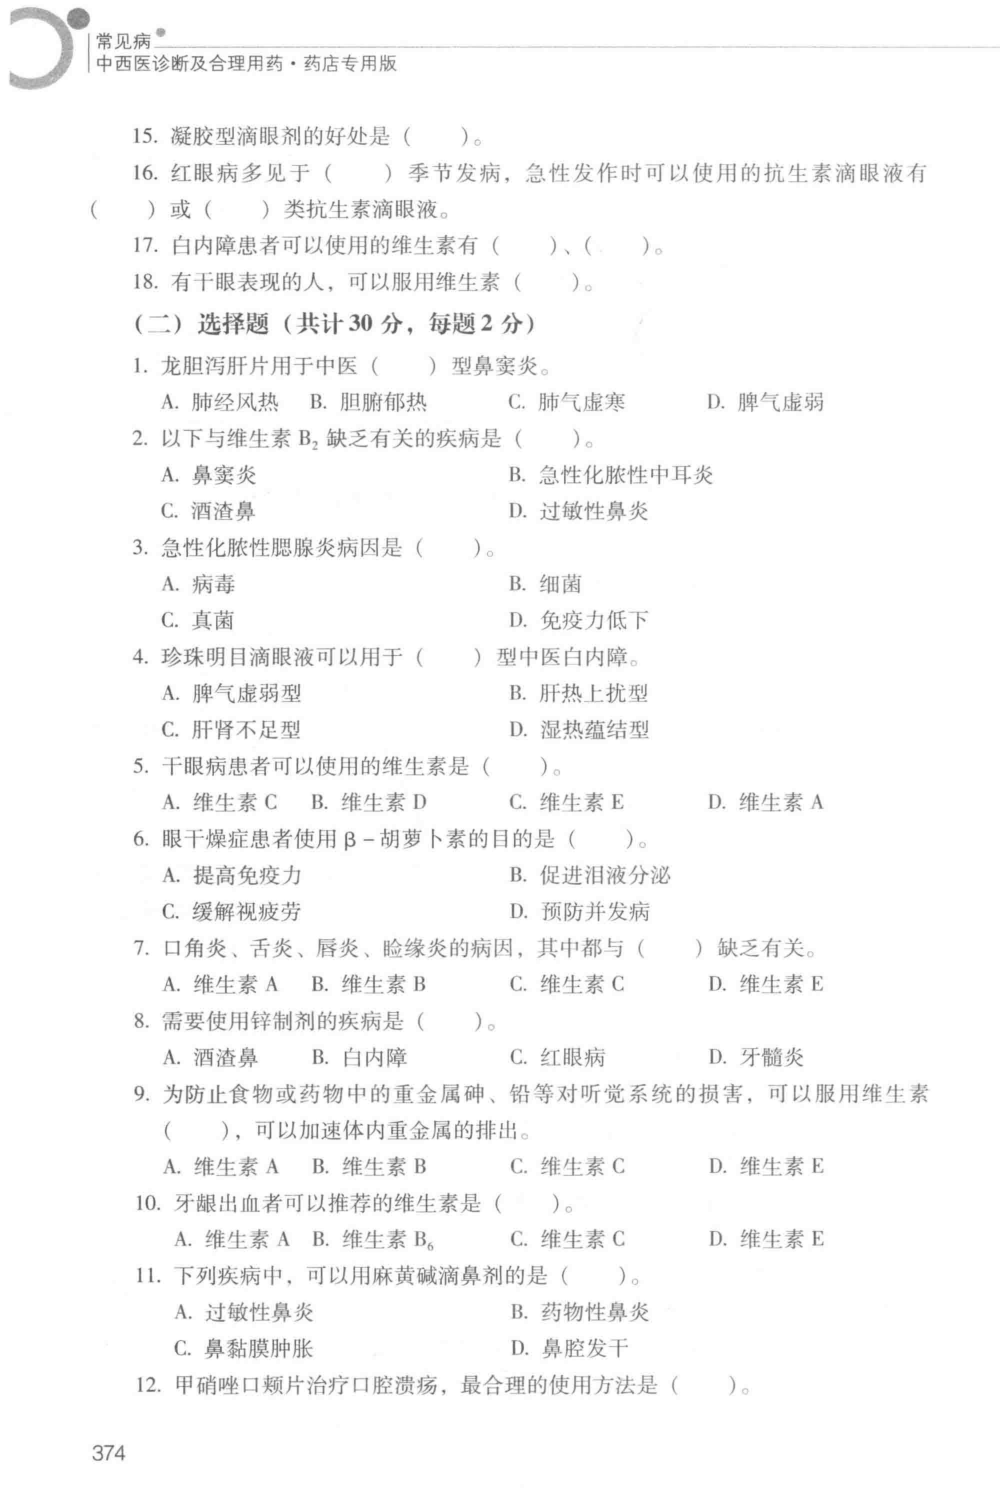 常见病
中西医诊断及合理用药·药店专用版
15. 凝胶型滴眼剂的好处是（　　）。
16. 红眼病多见于（　　）季节发病，急性发作时可以使用的抗生素滴眼液有
（　　）或（　　）类抗生素滴眼液。
17. 白内障患者可以使用的维生素有（　　）、（　　）。
18. 有干眼表现的人，可以服用维生素（　　）。
（二）选择题（共计 30 分，每题 2 分）
1. 龙胆泻肝片用于中医（　　）型鼻窦炎。
A. 肺经风热　B. 胆腑郁热　C. 肺气虚寒　D. 脾气虚弱
2. 以下与维生素 B₂ 缺乏有关的疾病是（　　）。
A. 鼻窦炎　B. 急性化脓性中耳炎
C. 酒渣鼻　D. 过敏性鼻炎
3. 急性化脓性腮腺炎病因是（　　）。
A. 病毒　B. 细菌
C. 真菌　D. 免疫力低下
4. 珍珠明目滴眼液可以用于（　　）型中医白内障。
A. 脾气虚弱型　B. 肝热上扰型
C. 肝肾不足型　D. 湿热蕴结型
5. 干眼病患者可以使用的维生素是（　　）。
A. 维生素 C　B. 维生素 D　C. 维生素 E　D. 维生素 A
6. 眼干燥症患者使用 β－胡萝卜素的目的是（　　）。
A. 提高免疫力　B. 促进泪液分泌
C. 缓解视疲劳　D. 预防并发病
7. 口角炎、舌炎、唇炎、睑缘炎的病因，其中都与（　　）缺乏有关。
A. 维生素 A　B. 维生素 B　C. 维生素 C　D. 维生素 E
8. 需要使用锌制剂的疾病是（　　）。
A. 酒渣鼻　B. 白内障　C. 红眼病　D. 牙髓炎
9. 为防止食物或药物中的重金属砷、铅等对听觉系统的损害，可以服用维生素
（　　），可以加速体内重金属的排出。
A. 维生素 A　B. 维生素 B　C. 维生素 C　D. 维生素 E
10. 牙龈出血者可以推荐的维生素是（　　）。
A. 维生素 A　B. 维生素 B₆　C. 维生素 C　D. 维生素 E
11. 下列疾病中，可以用麻黄碱滴鼻剂的是（　　）。
A. 过敏性鼻炎　B. 药物性鼻炎
C. 鼻黏膜肿胀　D. 鼻腔发干
12. 甲硝唑口颊片治疗口腔溃疡，最合理的使用方法是（　　）。
374